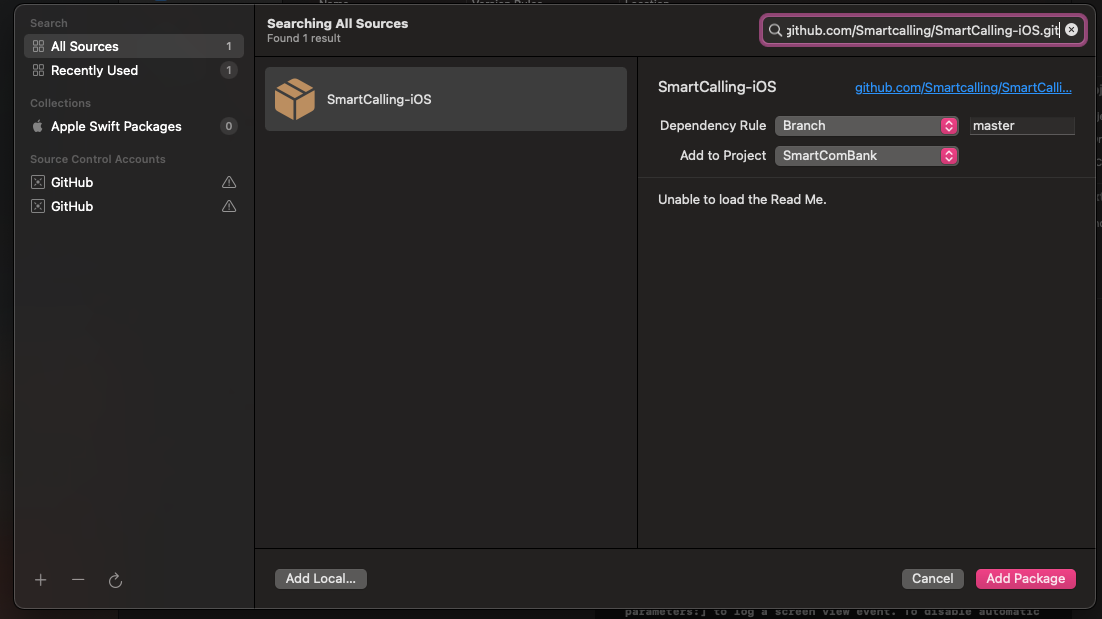 Search
All Sources 1
Recently Used 1
Collections
Apple Swift Packages 0
Source Control Accounts
GitHub
GitHub
Searching All Sources
Found 1 result
github.com/Smartcalling/SmartCalling-iOS.git
SmartCalling-iOS
SmartCalling-iOS
github.com/Smartcalling/SmartCalli...
Dependency Rule Branch master
Add to Project SmartComBank
Unable to load the Read Me.
Add Local...
Cancel
Add Package
parameters:] to log a screen view event. To disable automatic